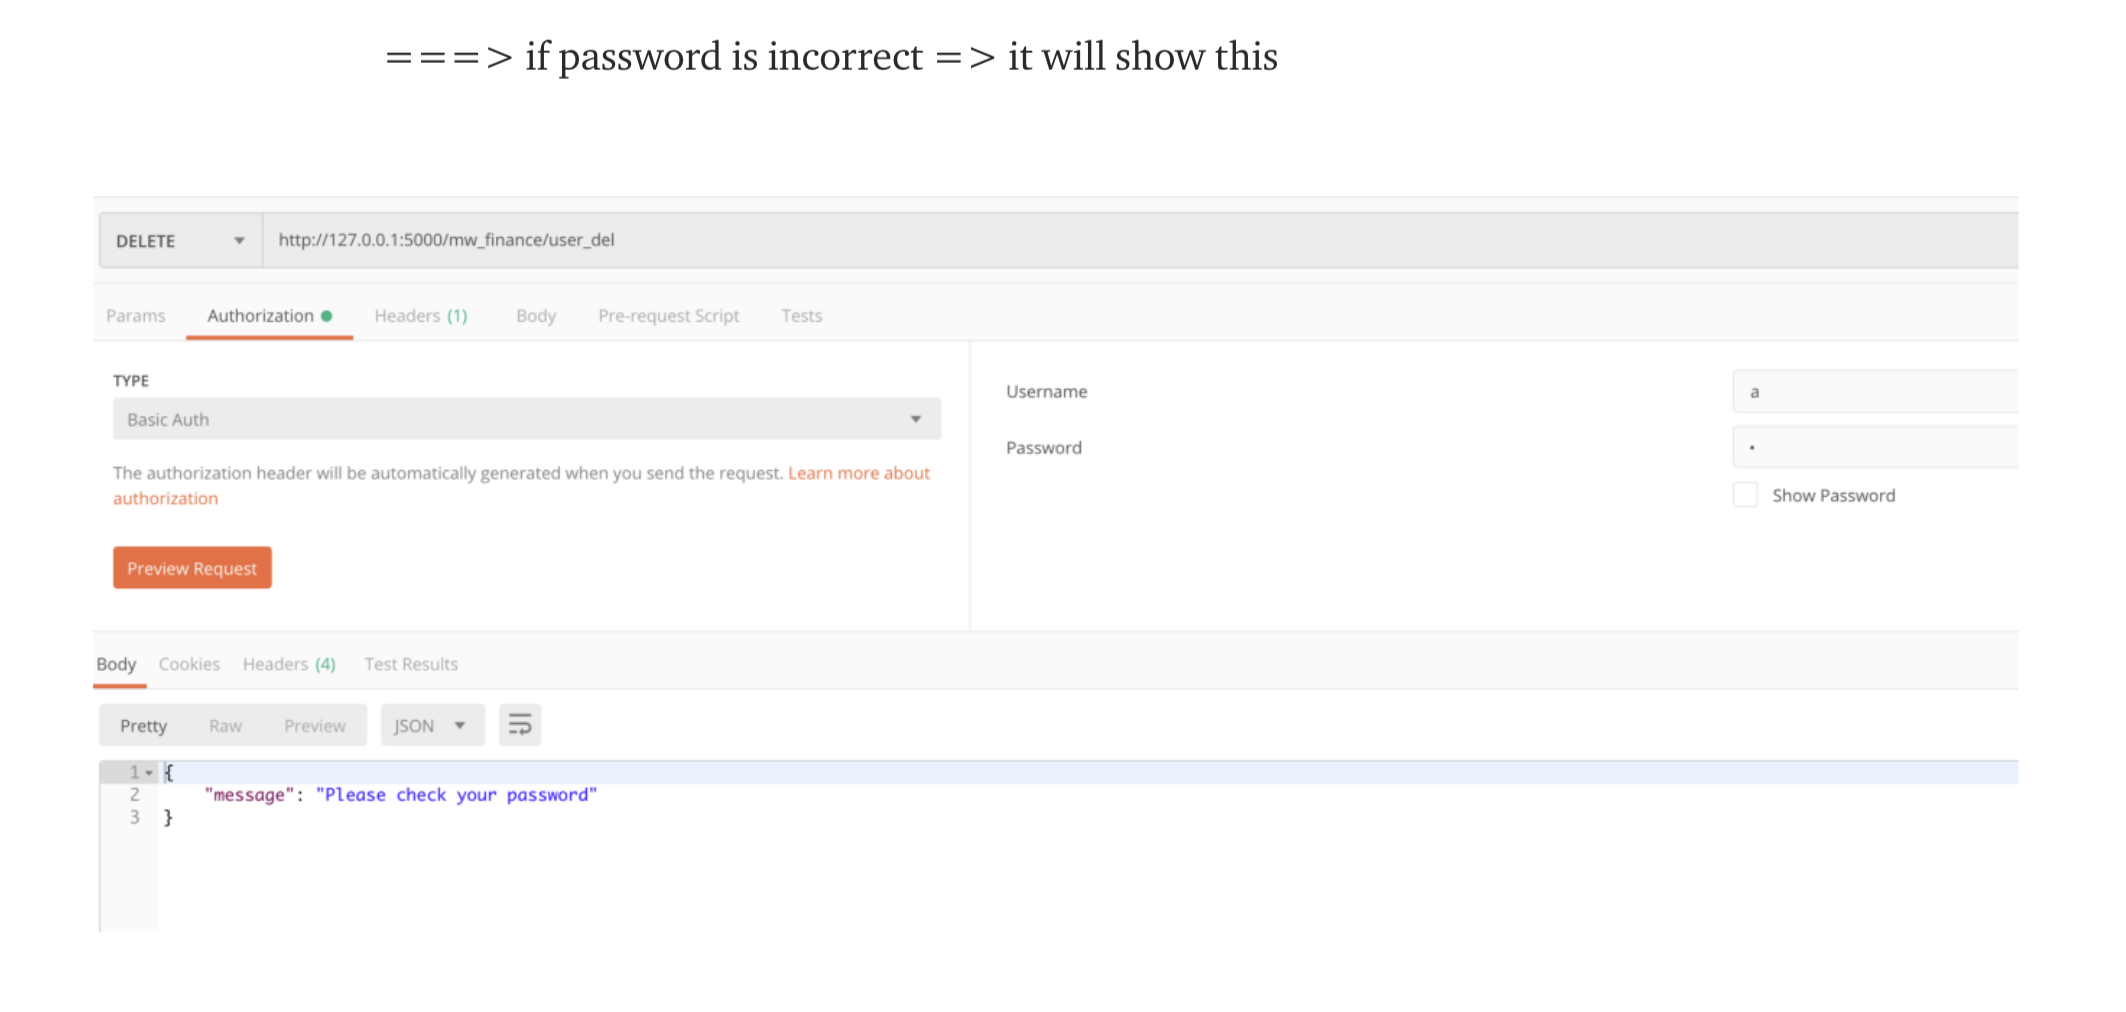 ===> if password is incorrect => it will show this
DELETE http://127.0.0.1:5000/mw_finance/user_del
Params Authorization Headers (1) Body Pre-request Script Tests
TYPE
Basic Auth
The authorization header will be automatically generated when you send the request. Learn more about
authorization
Preview Request
Username a
Password •
Show Password
Body Cookies Headers (4) Test Results
Pretty Raw Preview JSON
1 {
2 "message": "Please check your password"
3 }